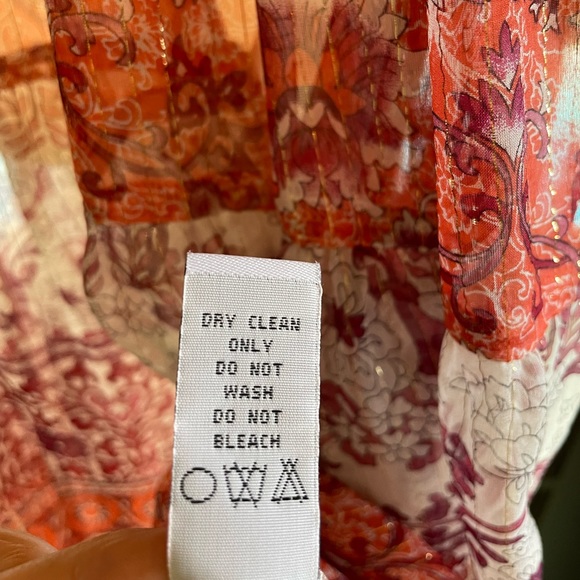 DRY CLEAN
ONLY
DO NOT
WASH
DO NOT
BLEACH